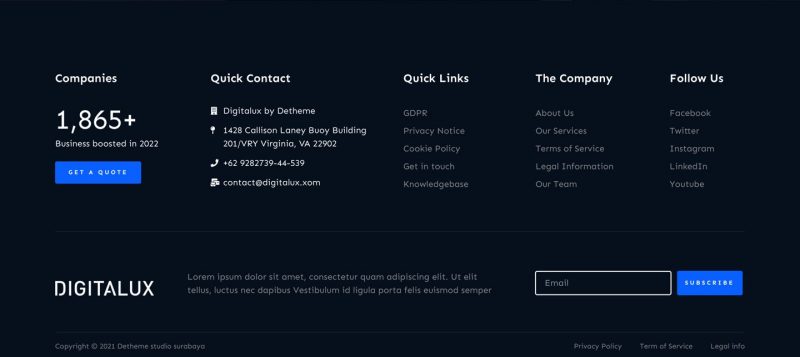 Companies
1,865+
Business boosted in 2022
GET A QUOTE
Quick Contact
Digitalux by Detheme
1428 Callison Laney Buoy Building
201/VRY Virginia, VA 22902
+62 9282739-44-539
contact@digitalux.xom
Quick Links
GDPR
Privacy Notice
Cookie Policy
Get in touch
Knowledgebase
The Company
About Us
Our Services
Terms of Service
Legal Information
Our Team
Follow Us
Facebook
Twitter
Instagram
LinkedIn
Youtube
DIGITALUX
Lorem ipsum dolor sit amet, consectetur quam adipiscing elit. Ut elit
tellus, luctus nec dapibus Vestibulum id ligula porta felis euismod semper
Email
SUBSCRIBE
Copyright © 2021 Detheme studio surabaya
Privacy Policy
Term of Service
Legal info